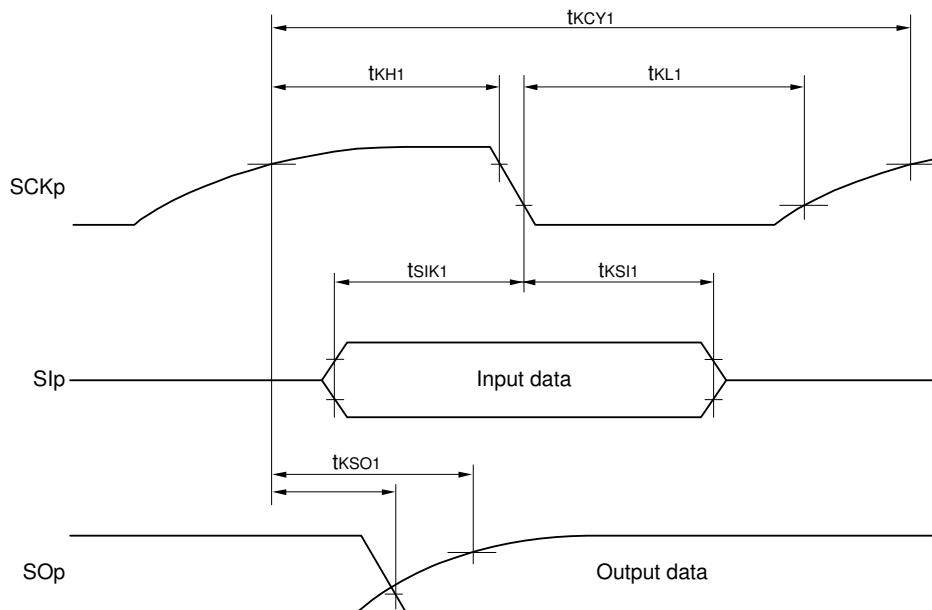 tKCY1
tKH1
tKL1
SCKp
tSIK1
tKSI1
SIp
Input data
tKSO1
SOp
Output data